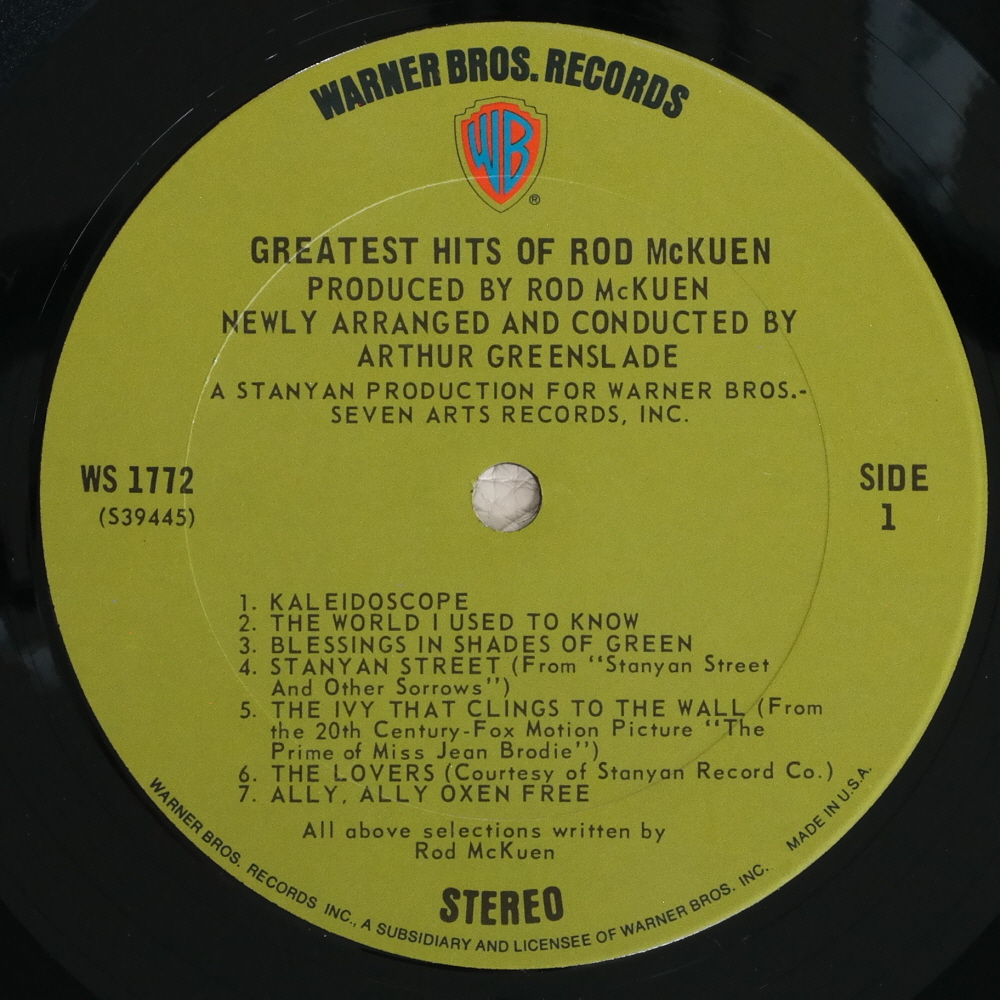 WARNER BROS. RECORDS
WB
®
GREATEST HITS OF ROD McKUEN
PRODUCED BY ROD McKUEN
NEWLY ARRANGED AND CONDUCTED BY
ARTHUR GREENSLADE
A STANYAN PRODUCTION FOR WARNER BROS.-
SEVEN ARTS RECORDS, INC.
WS 1772
(S39445)
SIDE
1
1. KALEIDOSCOPE
2. THE WORLD I USED TO KNOW
3. BLESSINGS IN SHADES OF GREEN
4. STANYAN STREET (From "Stanyan Street
And Other Sorrows")
5. THE IVY THAT CLINGS TO THE WALL (From
the 20th Century-Fox Motion Picture "The
Prime of Miss Jean Brodie")
6. THE LOVERS (Courtesy of Stanyan Record Co.)
7. ALLY, ALLY OXEN FREE
All above selections written by
Rod McKuen
STEREO
WARNER BROS. RECORDS INC., A SUBSIDIARY AND LICENSEE OF WARNER BROS. INC. MADE IN U.S.A.